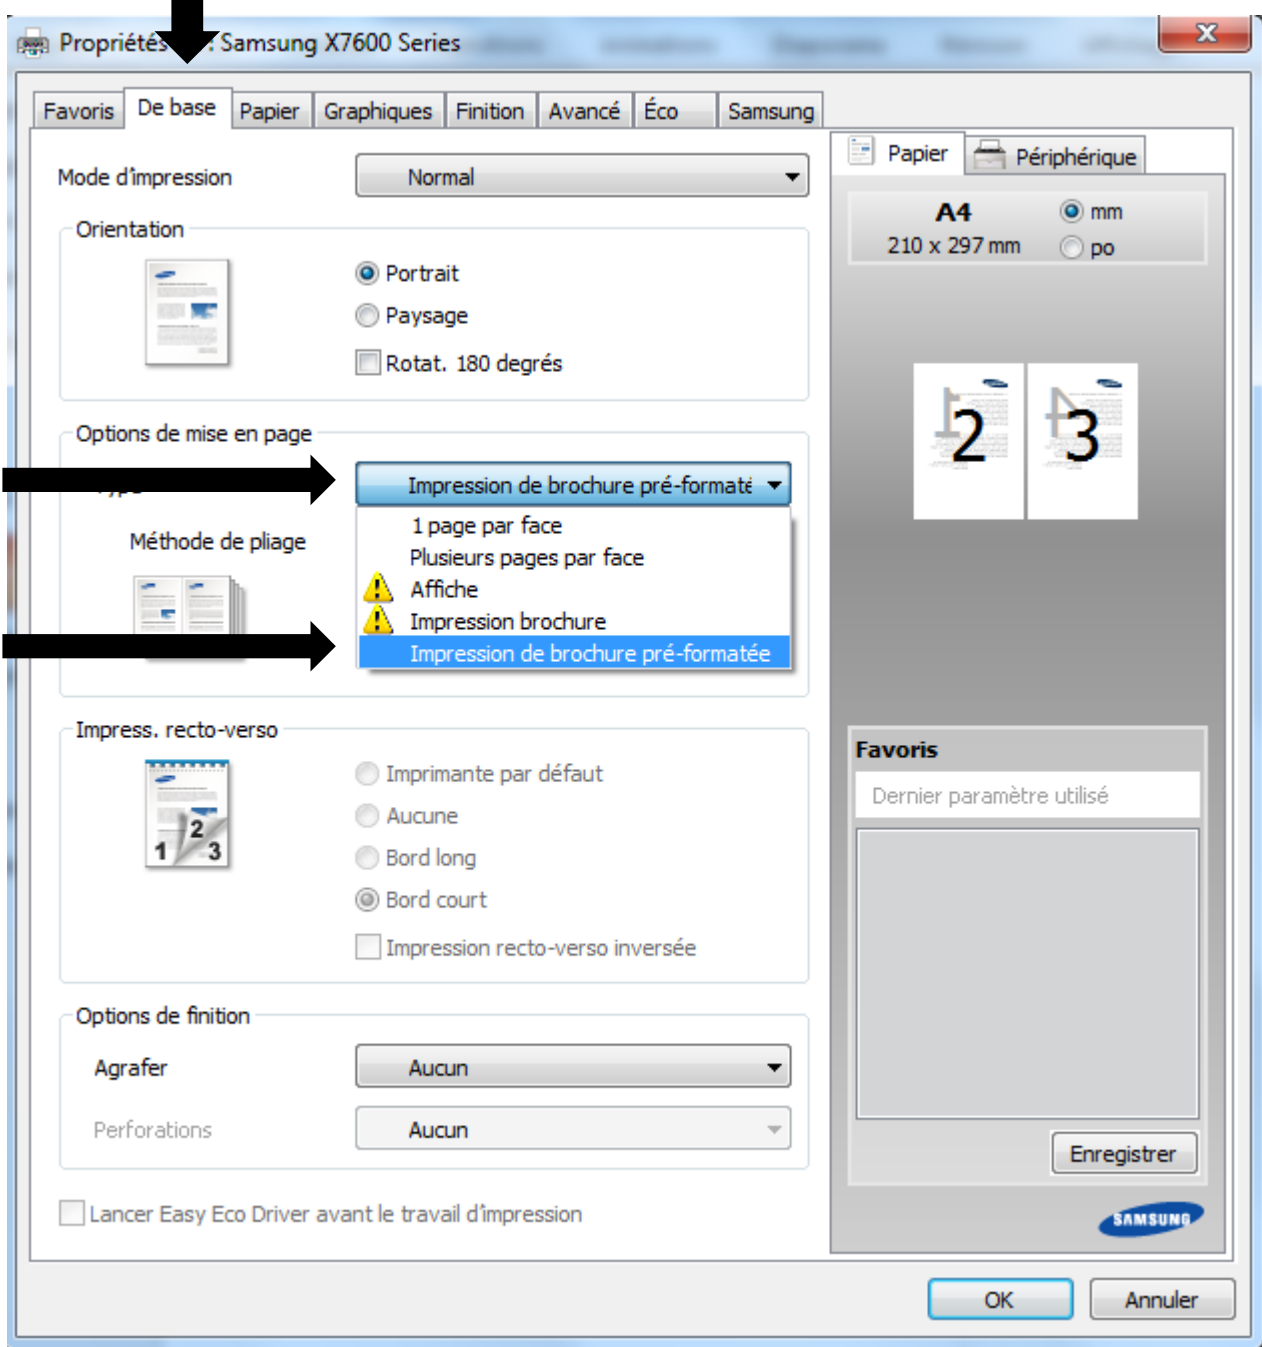 Propriétés : Samsung X7600 Series
X
Favoris De base Papier Graphiques Finition Avancé Éco Samsung
Mode d'impression Normal
Orientation
Portrait
Paysage
Rotat. 180 degrés
Options de mise en page
Impression de brochure pré-formaté
1 page par face
Plusieurs pages par face
Affiche
Impression brochure
Impression de brochure pré-formatée
Méthode de pliage
Impress. recto-verso
1 2 3
Imprimante par défaut
Aucune
Bord long
Bord court
Impression recto-verso inversée
Options de finition
Agrafer Aucun
Perforations Aucun
Lancer Easy Eco Driver avant le travail d'impression
Papier Périphérique
A4 mm
210 x 297 mm po
1 2 4 3
Favoris
Dernier paramètre utilisé
Enregistrer
SAMSUNG
OK Annuler